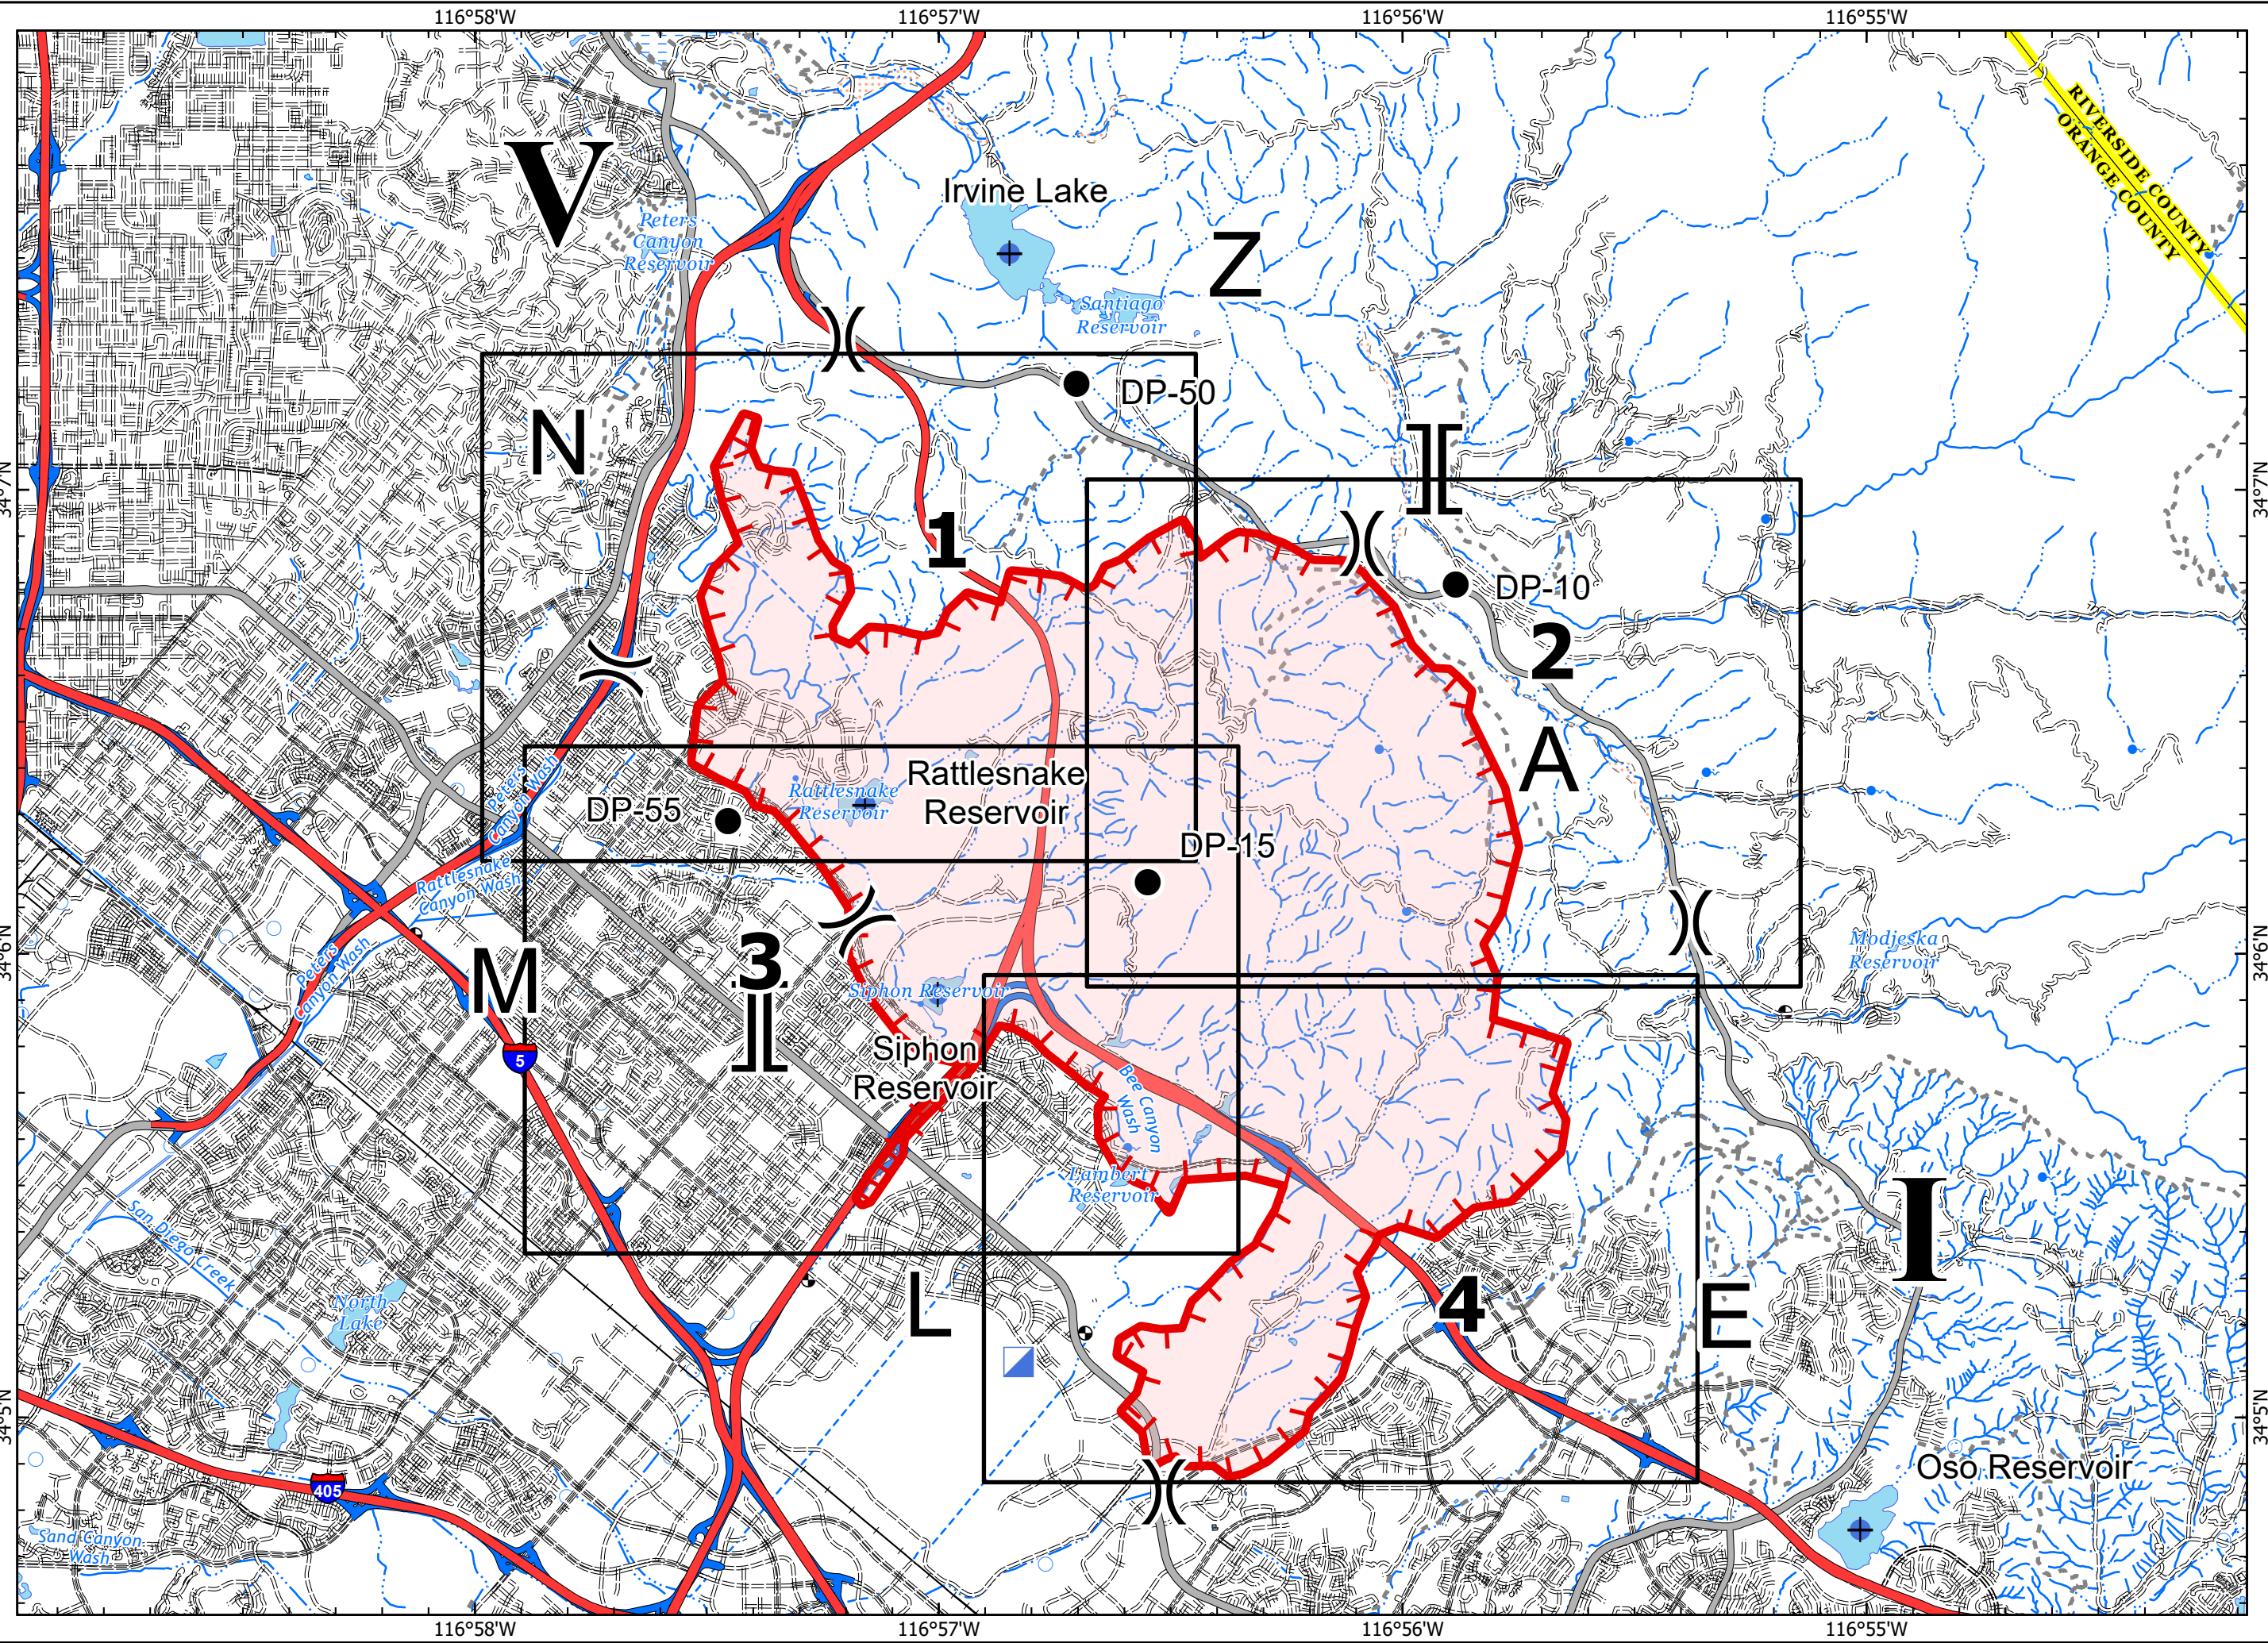 116°58'W
116°57'W
116°56'W
116°55'W
RIVERSIDE COUNTY
ORANGE COUNTY
V
Irvine Lake
Peters
Canyon
Reservoir
Z
Santiago
Reservoir
DP-50
N
34°7'N
34°7'N
1
DP-10
2
A
Peters
Canyon Wash
Rattlesnake
Reservoir
Rattlesnake
Reservoir
DP-55
DP-15
Rattlesnake
Canyon Wash
34°6'N
34°6'N
Peters
Canyon Wash
M
3
Modjeska
Reservoir
Siphon Reservoir
5
Siphon
Reservoir
Bee Canyon
Wash
Lambert
Reservoir
San Diego Creek
I
North
Lake
L
4
E
34°5'N
34°5'N
405
Oso Reservoir
Sand Canyon
Wash
116°58'W
116°57'W
116°56'W
116°55'W